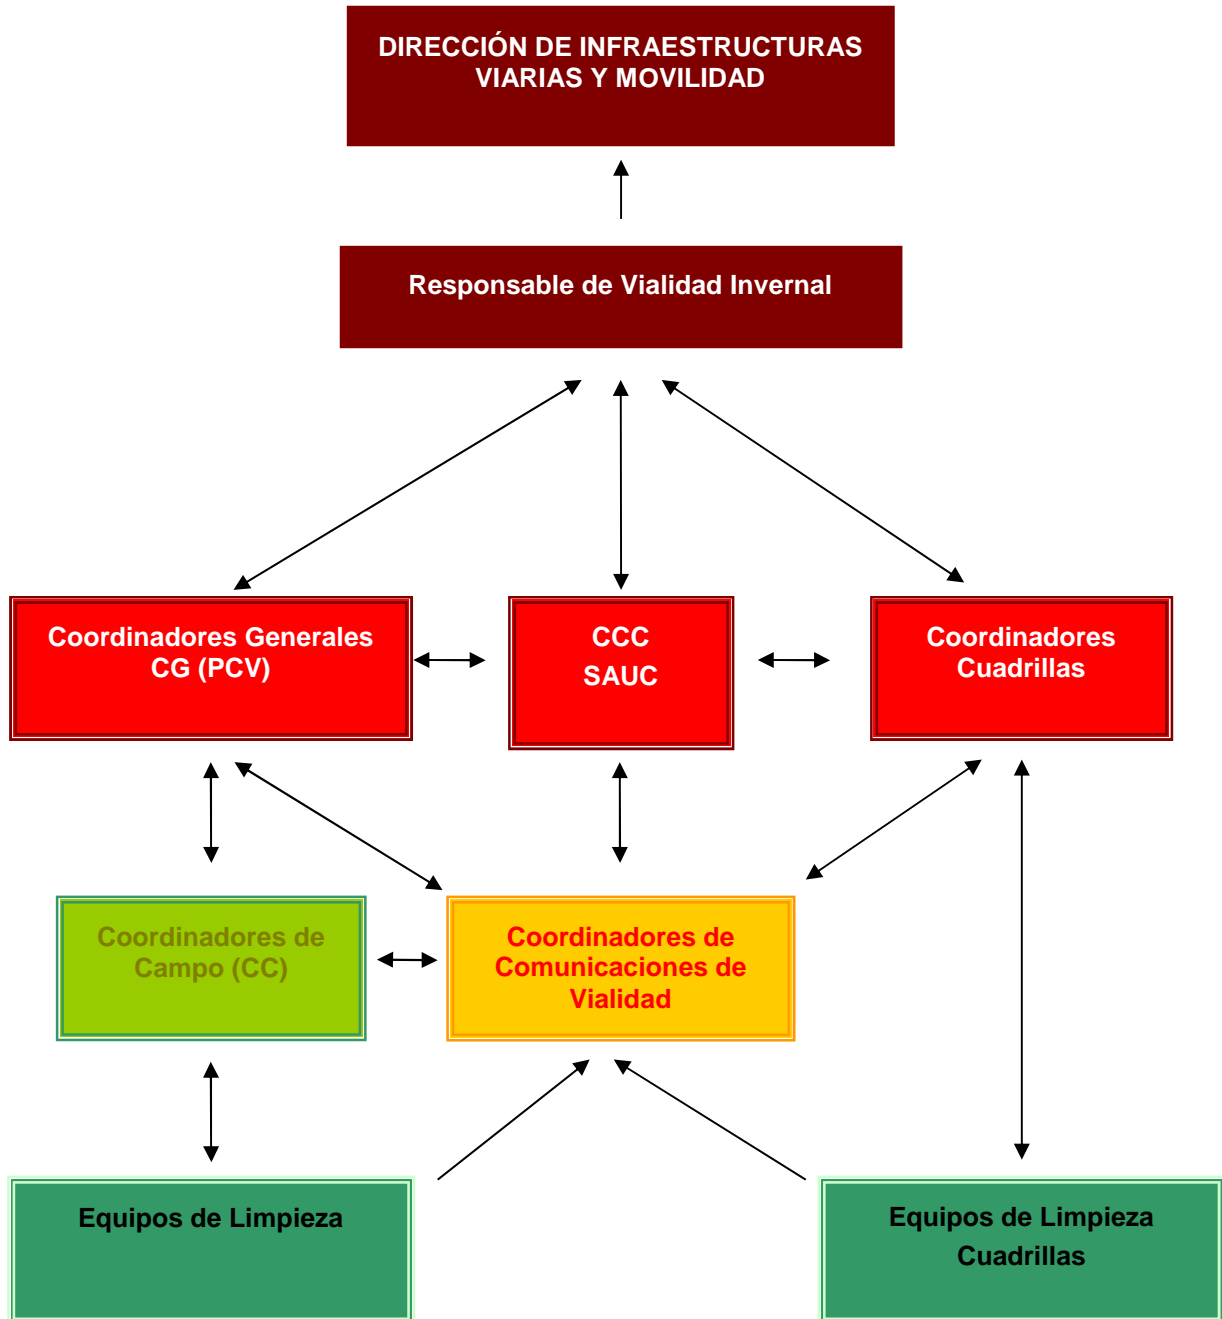 DIRECCIÓN DE INFRAESTRUCTURAS
VIARIAS Y MOVILIDAD
Responsable de Vialidad Invernal
Coordinadores Generales
CG (PCV)
CCC
SAUC
Coordinadores
Cuadrillas
Coordinadores de
Campo (CC)
Coordinadores de
Comunicaciones de
Vialidad
Equipos de Limpieza
Equipos de Limpieza
Cuadrillas